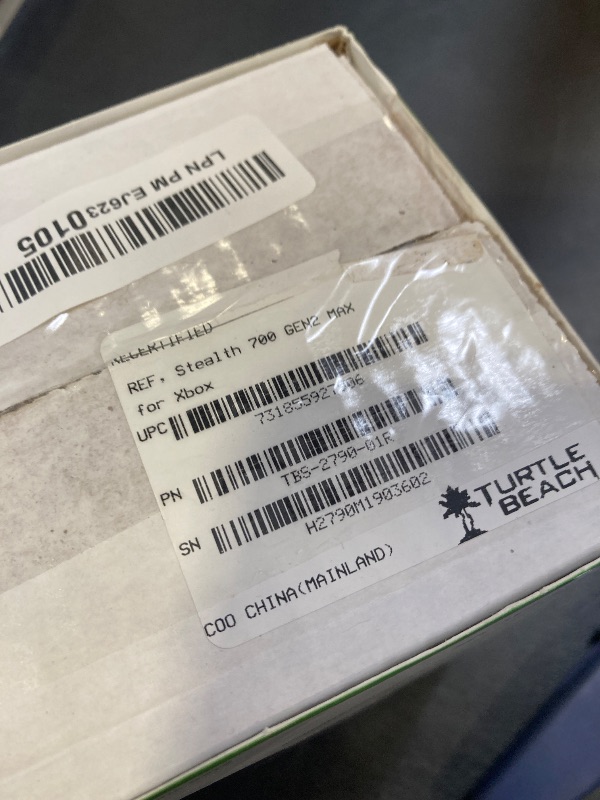 LPN PM EJ6230105
RECERTIFIED
REF, Stealth 700 GEN2 MAX
for Xbox
UPC
PN
TBS-2790-01R
SN
H2790M1903602
COO CHINA(MAINLAND)
TURTLE
BEACH